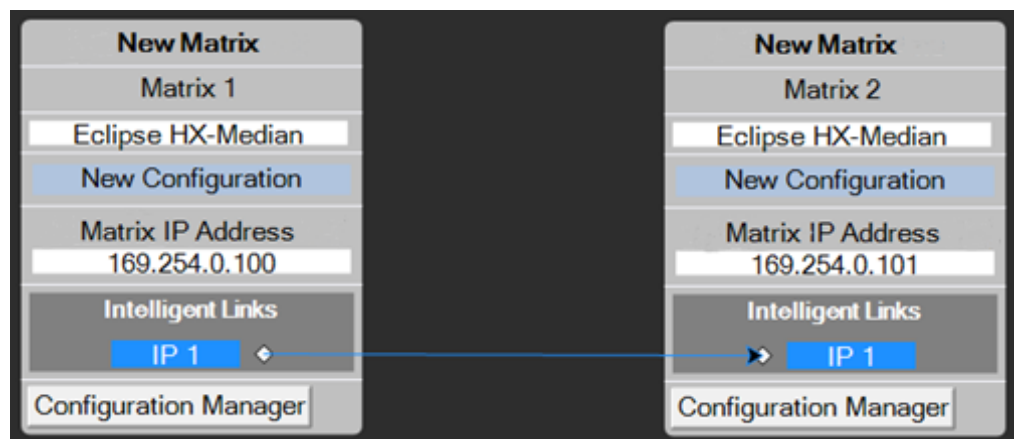 New Matrix
Matrix 1
Eclipse HX-Median
New Configuration
Matrix IP Address
169.254.0.100
Intelligent Links
IP 1
Configuration Manager
New Matrix
Matrix 2
Eclipse HX-Median
New Configuration
Matrix IP Address
169.254.0.101
Intelligent Links
IP 1
Configuration Manager